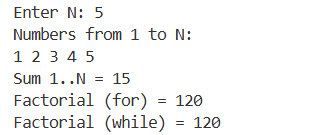 Enter N: 5
Numbers from 1 to N:
1 2 3 4 5
Sum 1..N = 15
Factorial (for) = 120
Factorial (while) = 120